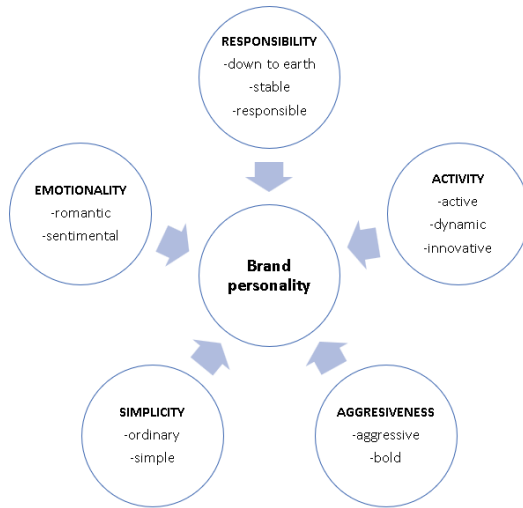 RESPONSIBILITY
-down to earth
-stable
-responsible
EMOTIONALITY
-romantic
-sentimental
ACTIVITY
-active
-dynamic
-innovative
Brand
personality
SIMPLICITY
-ordinary
-simple
AGGRESIVENESS
-aggressive
-bold